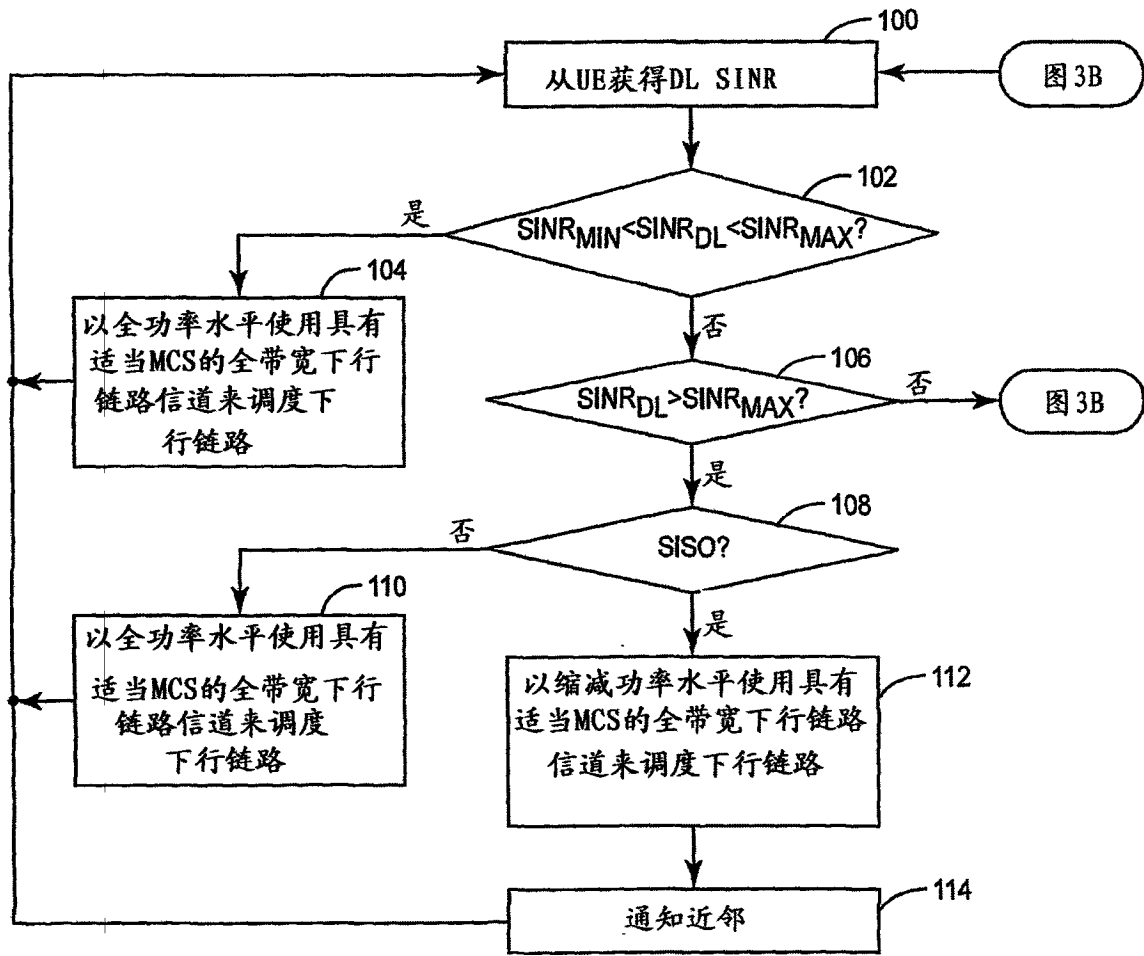 100
从UE获得DL SINR
图3B
102
是
SINRMIN<SINRDL<SINRMAX?
104
以全功率水平使用具有
适当MCS的全带宽下行
链路信道来调度下
行链路
否
106
SINRDL>SINRMAX?
否
图3B
是
108
否
SISO?
110
以全功率水平使用具有
适当MCS的全带宽下行
链路信道来调度
下行链路
是
112
以缩减功率水平使用具有
适当MCS的全带宽下行链路
信道来调度下行链路
114
通知近邻